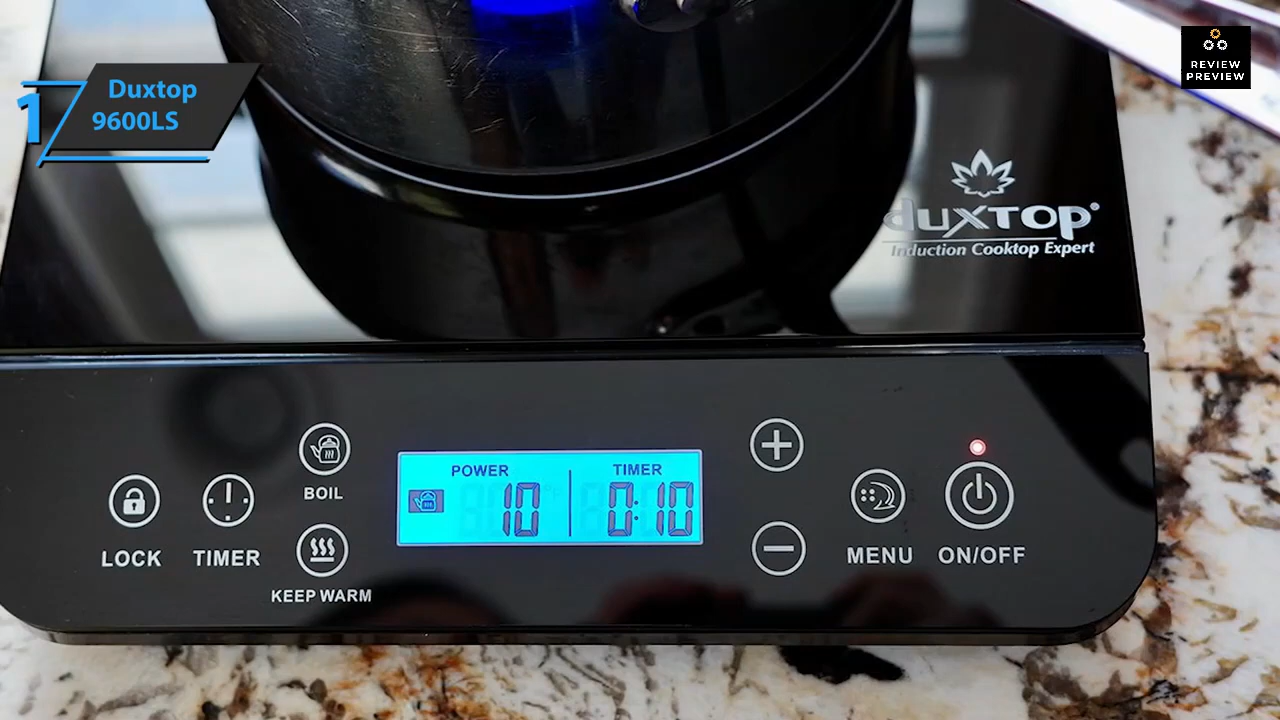 1
Duxtop
9600LS
REVIEW
PREVIEW
duxTOP®
Induction Cooktop Expert
LOCK
TIMER
BOIL
KEEP WARM
POWER
TIMER
10
0:10
MENU
ON/OFF